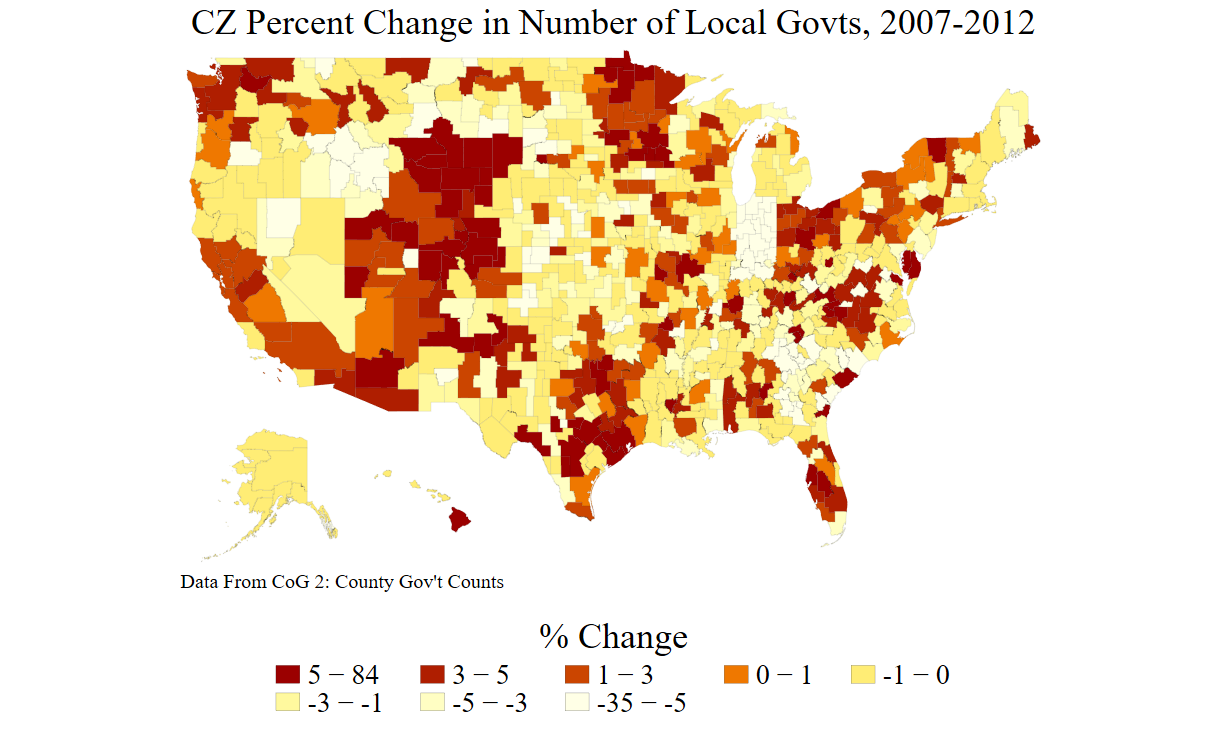 CZ Percent Change in Number of Local Govts, 2007-2012
Data From CoG 2: County Gov't Counts
% Change
5 − 84 3 − 5 1 − 3 0 − 1 -1 − 0
-3 − -1 -5 − -3 -35 − -5